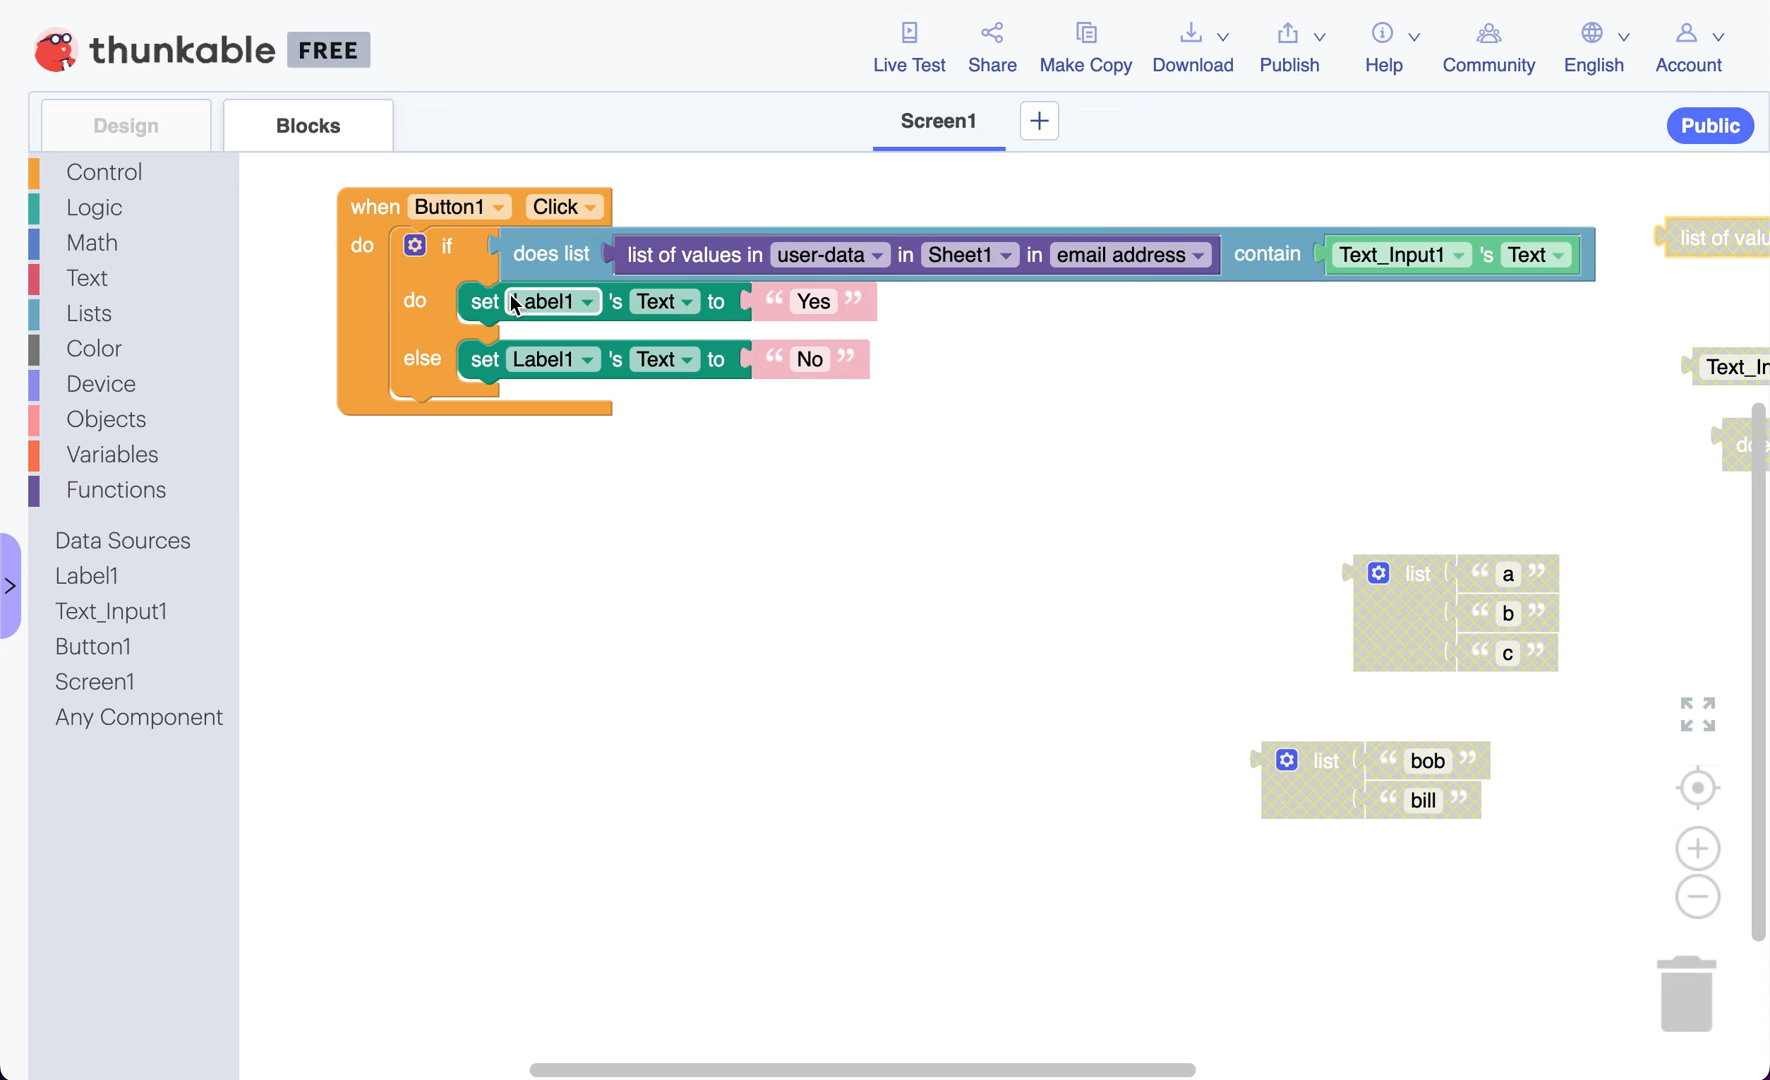 thunkable FREE
Live Test Share Make Copy Download Publish Help Community English Account
Design Blocks Screen1 + Public
Control
Logic
Math
Text
Lists
Color
Device
Objects
Variables
Functions
Data Sources
Label1
Text_Input1
Button1
Screen1
Any Component
when Button1 Click
do if does list list of values in user-data in Sheet1 in email address contain Text_Input1 's Text
do set Label1 's Text to “ Yes ”
else set Label1 's Text to “ No ”
list of
list “ a ”
“ b ”
“ c ”
list “ bob ”
“ bill ”